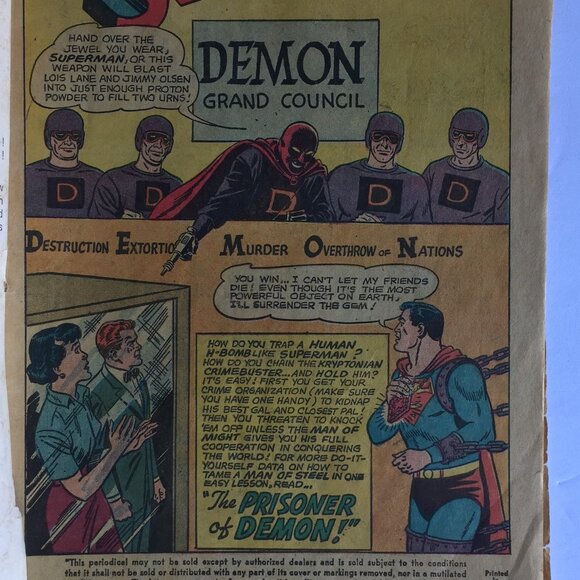 HAND OVER THE
JEWEL YOU WEAR,
SUPERMAN, OR THIS
WEAPON WILL BLAST
LOIS LANE AND JIMMY OLSEN
INTO JUST ENOUGH PROTON
POWDER TO FILL TWO URNS!
DEMON
GRAND COUNCIL
D
D
D
D
DESTRUCTION EXTORTIO MURDER OVERTHROW OF NATIONS
YOU WIN... I CAN'T LET MY FRIENDS
DIE! EVEN THOUGH IT'S THE MOST
POWERFUL OBJECT ON EARTH,
I'LL SURRENDER THE GEM!
HOW DO YOU TRAP A HUMAN
H-BOMB LIKE SUPERMAN?
HOW DO YOU CHAIN THE KRYPTONIAN
CRIMEBUSTER... AND HOLD HIM?
IT'S EASY! FIRST YOU GET YOUR
CRIME ORGANIZATION (MAKE SURE
YOU HAVE ONE HANDY) TO KIDNAP
HIS BEST GAL AND CLOSEST PAL!
THEN YOU THREATEN TO KNOCK
'EM OFF UNLESS THE MAN OF
MIGHT GIVES YOU HIS FULL
COOPERATION IN CONQUERING
THE WORLD! FOR MORE DO-IT-
YOURSELF DATA ON HOW TO
TAME A MAN OF STEEL IN ONE
EASY LESSON, READ...
"The PRISONER
of DEMON!"
"This periodical may not be sold except by authorized dealers and is sold subject to the conditions
that it shall not be sold or distributed with any part of its cover or markings removed, nor in a mutilated
Printed